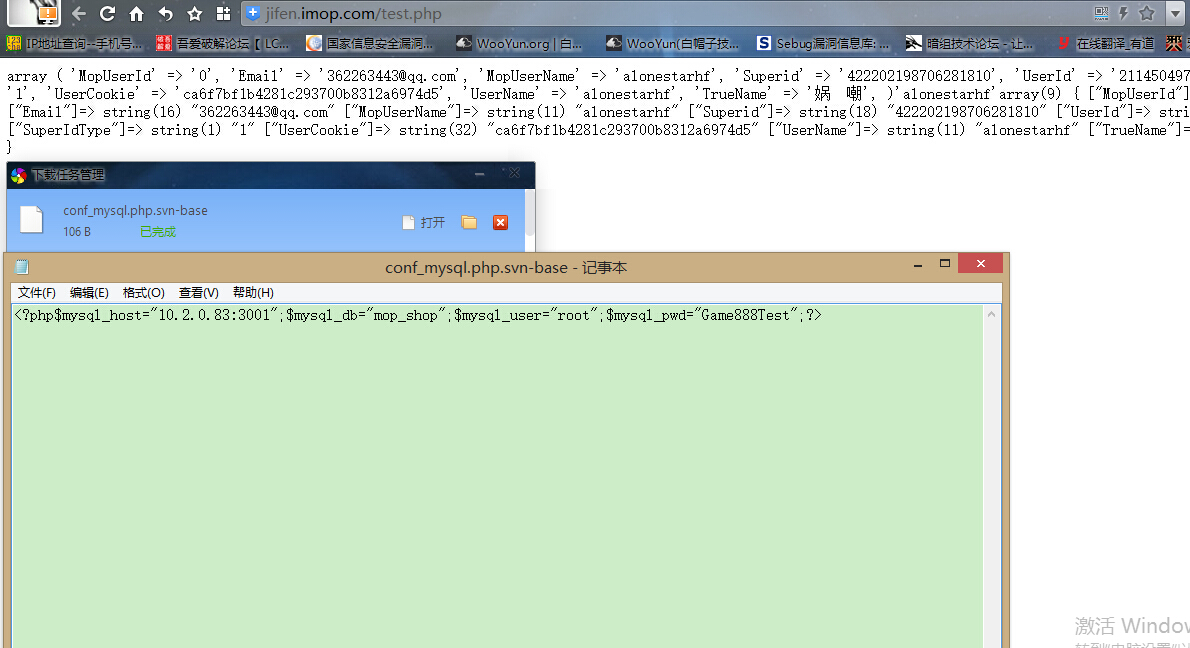 jifen.imop.com/test.php
IP地址查询--手机号... 吾爱破解论坛【LC... 国家信息安全漏洞... WooYun.org | 白... WooYun(白帽子技... Sebug漏洞信息库: ... 暗组技术论坛 - 让... 在线翻译_有道
array ( 'MopUserId' => '0', 'Email' => '362263443@qq.com', 'MopUserName' => 'alonestarhf', 'Superid' => '422202198706281810', 'UserId' => '211450497
'1', 'UserCookie' => 'ca6f7bf1b4281c293700b8312a6974d5', 'UserName' => 'alonestarhf', 'TrueName' => '娲 嘲', )'alonestarhf'array(9) { ["MopUserId"]
["Email"]=> string(16) "362263443@qq.com" ["MopUserName"]=> string(11) "alonestarhf" ["Superid"]=> string(18) "422202198706281810" ["UserId"]=> stri
["SuperIdType"]=> string(1) "1" ["UserCookie"]=> string(32) "ca6f7bf1b4281c293700b8312a6974d5" ["UserName"]=> string(11) "alonestarhf" ["TrueName"]=
}
下载任务管理
conf_mysql.php.svn-base
106 B 已完成 打开
conf_mysql.php.svn-base - 记事本
文件(F) 编辑(E) 格式(O) 查看(V) 帮助(H)
<?php$mysql_host="10.2.0.83:3001";$mysql_db="mop_shop";$mysql_user="root";$mysql_pwd="Game888Test";?>
激活 Window